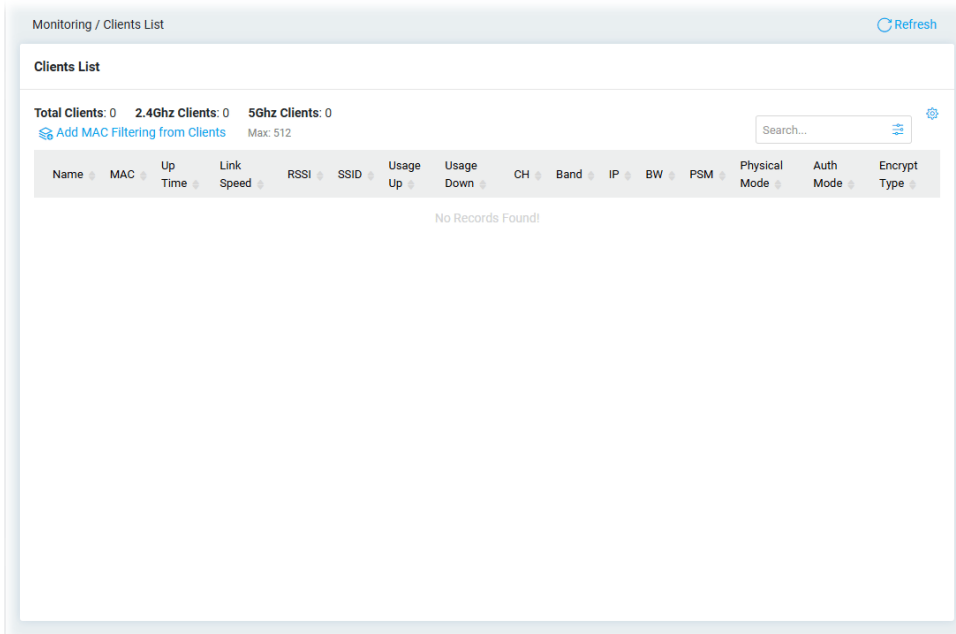 Monitoring / Clients List
Refresh
Clients List
Total Clients: 0 2.4Ghz Clients: 0 5Ghz Clients: 0
Add MAC Filtering from Clients Max: 512
Search...
Name MAC Up Time Link Speed RSSI SSID Usage Up Usage Down CH Band IP BW PSM Physical Mode Auth Mode Encrypt Type
No Records Found!